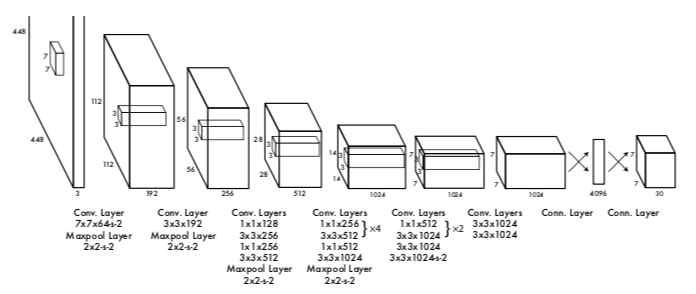 448
448
3
7
7
112
112
192
3
3
56
56
256
3
3
28
28
512
3
3
14
14
1024
3
3
7
7
1024
3
3
7
7
1024
4096
7
7
30
Conv. Layer
7x7x64-s-2
Maxpool Layer
2x2-s-2
Conv. Layer
3x3x192
Maxpool Layer
2x2-s-2
Conv. Layers
1x1x128
3x3x256
1x1x256
3x3x512
Maxpool Layer
2x2-s-2
Conv. Layers
1x1x256
3x3x512
}×4
1x1x512
3x3x1024
Maxpool Layer
2x2-s-2
Conv. Layers
1x1x512
3x3x1024
}×2
3x3x1024
3x3x1024-s-2
Conv. Layers
3x3x1024
3x3x1024
Conn. Layer
Conn. Layer